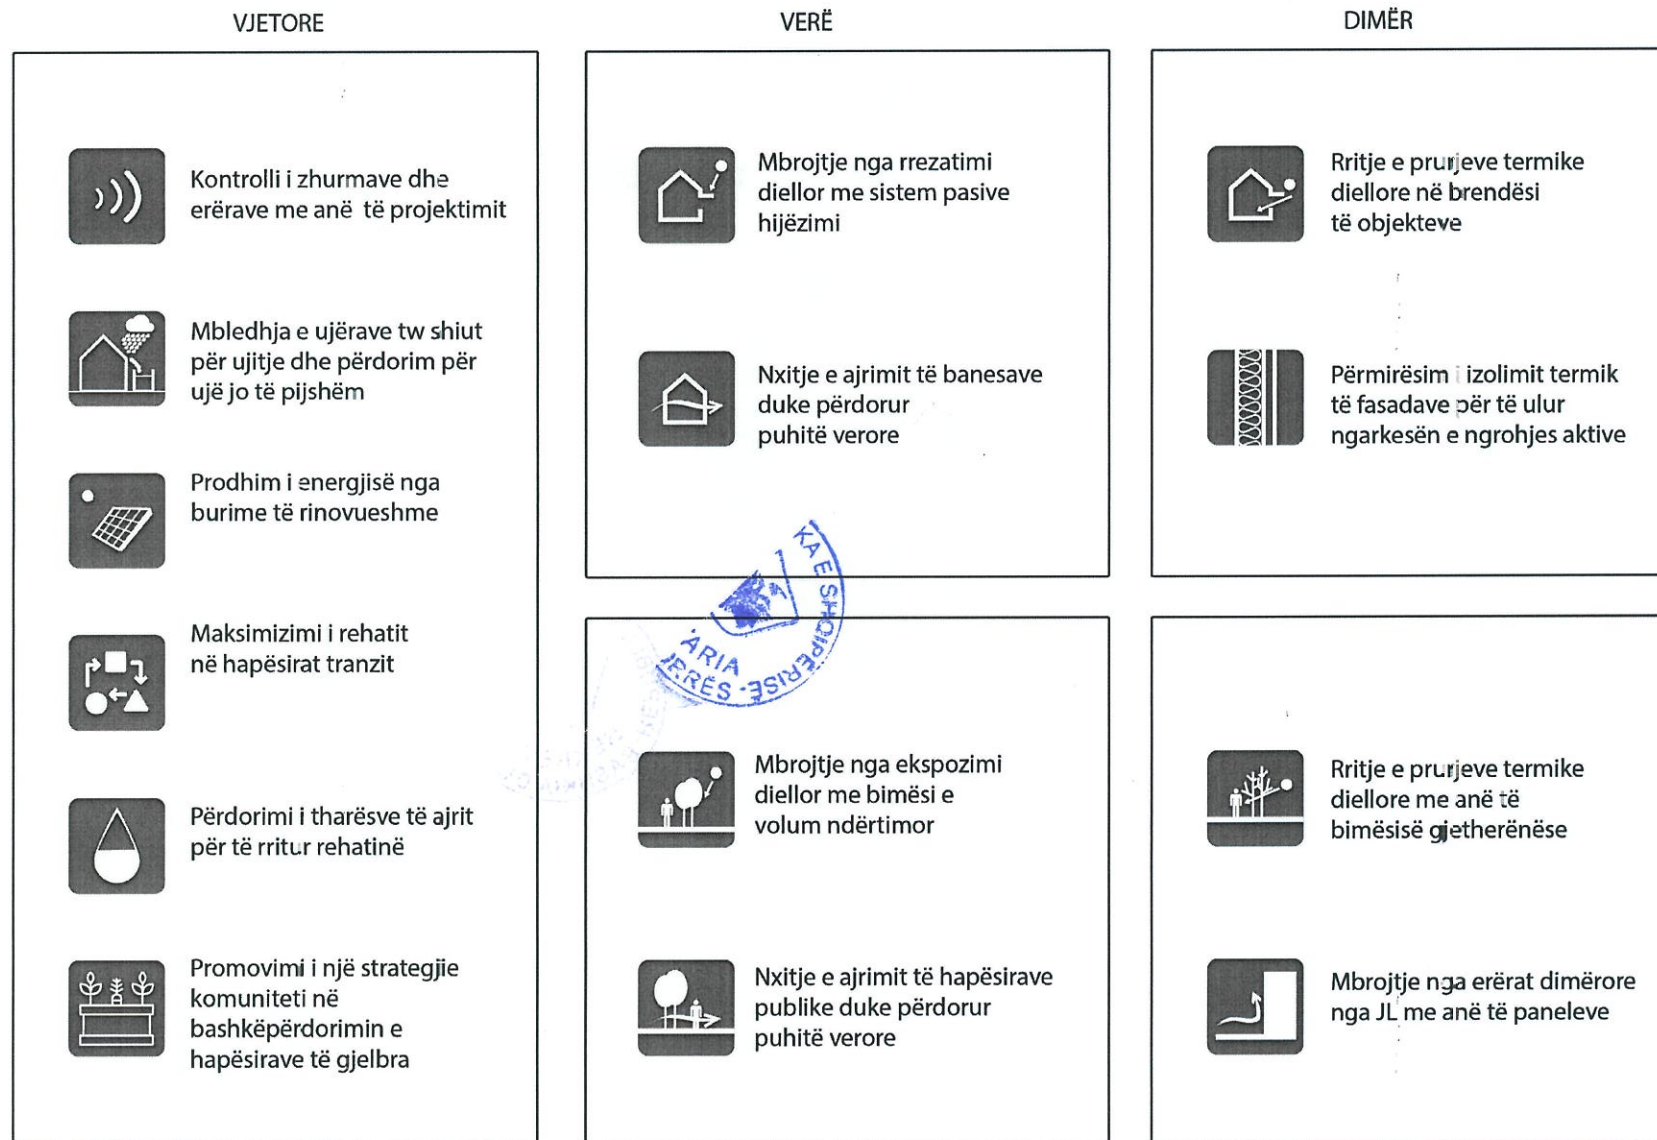 VJETORE
Kontrolli i zhurmave dhe
erërave me anë të projektimit
Mbledhja e ujërave tw shiut
për ujitje dhe përdorim për
ujë jo të pijshëm
Prodhim i energjisë nga
burime të rinovueshme
Maksimizimi i rehatit
në hapësirat tranzit
Përdorimi i tharësve të ajrit
për të rritur rehatinë
Promovimi i një strategjie
komuniteti në
bashkëpërdorimin e
hapësirave të gjelbra
VERË
Mbrojtje nga rrezatimi
diellor me sistem pasive
hijëzimi
Nxitje e ajrimit të banesave
duke përdorur
puhitë verore
KA E SHQIPËRISË
ARIA
Mbrojtje nga ekspozimi
diellor me bimësi e
volum ndërtimor
Nxitje e ajrimit të hapësirave
publike duke përdorur
puhitë verore
DIMËR
Rritje e prurjeve termike
diellore në brendësi
të objekteve
Përmirësim i izolimit termik
të fasadave për të ulur
ngarkesën e ngrohjes aktive
Rritje e prurjeve termike
diellore me anë të
bimësisë gjetherënëse
Mbrojtje nga erërat dimërore
nga JL me anë të paneleve